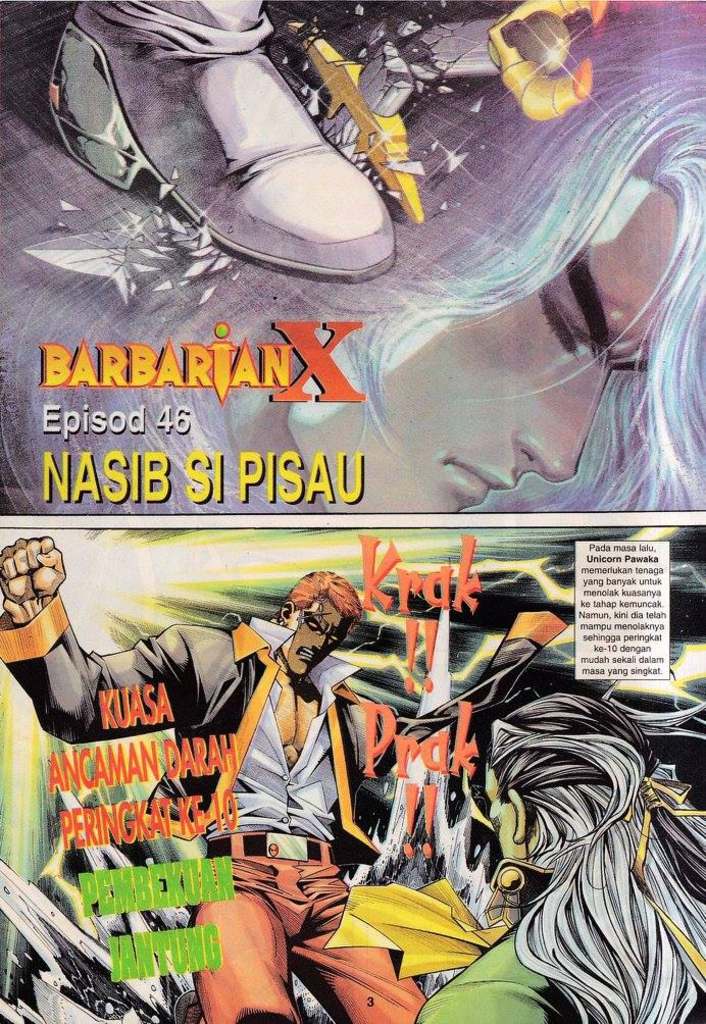 BARBARIAN X
Episod 46
NASIB SI PISAU
Krak
!!
Prak
!!
Pada masa lalu,
Unicorn Pawaka
memerlukan tenaga
yang banyak untuk
menolak kuasanya
ke tahap kemuncak.
Namun, kini dia telah
mampu menolaknya
sehingga peringkat
ke-10 dengan
mudah sekali dalam
masa yang singkat.
KUASA
ANCAMAN DARAH
PERINGKAT KE-10
PEMBEKUAN
JANTUNG
3